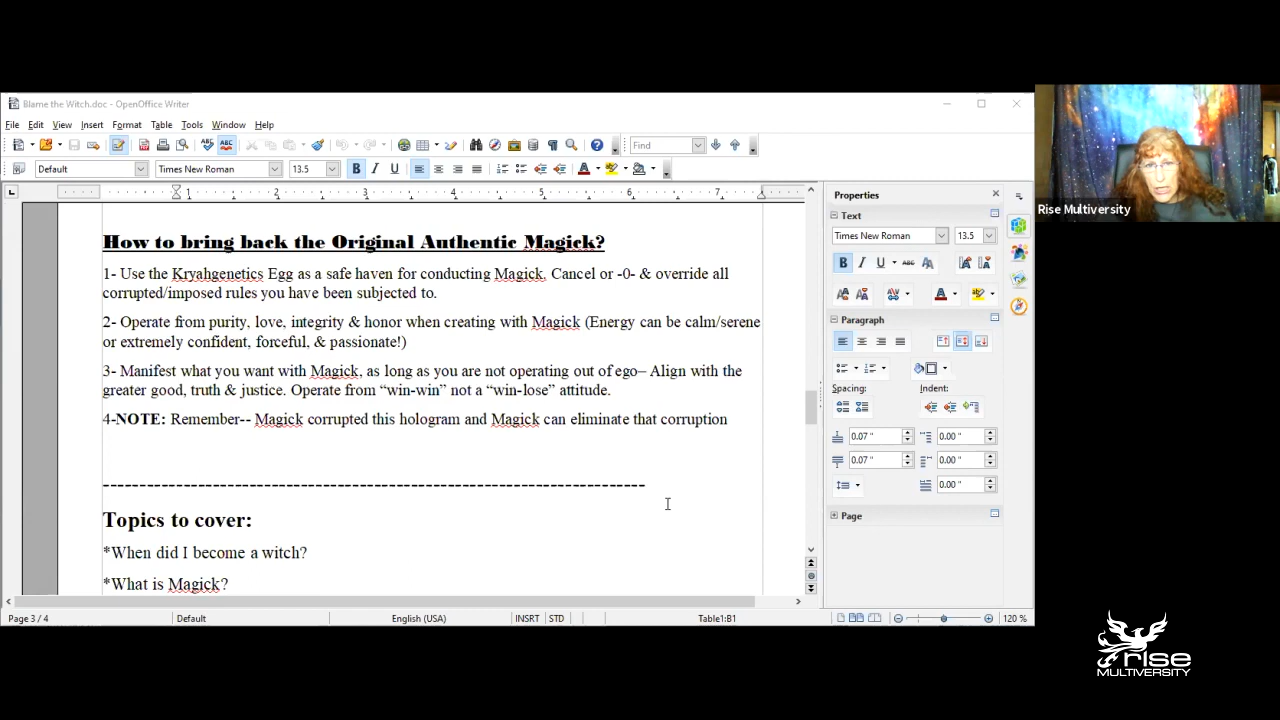 Blame the Witch.doc - OpenOffice Writer
File Edit View Insert Format Table Tools Window Help
Find
Default Times New Roman 13.5
1 2 3 4 5 6 7
How to bring back the Original Authentic Magick?
1- Use the Kryahgenetics Egg as a safe haven for conducting Magick. Cancel or -0- & override all
corrupted/imposed rules you have been subjected to.
2- Operate from purity, love, integrity & honor when creating with Magick (Energy can be calm/serene
or extremely confident, forceful, & passionate!)
3- Manifest what you want with Magick, as long as you are not operating out of ego– Align with the
greater good, truth & justice. Operate from “win-win” not a “win-lose” attitude.
4-NOTE: Remember-- Magick corrupted this hologram and Magick can eliminate that corruption
--------------------------------------------------------------------------
Topics to cover:
*When did I become a witch?
*What is Magick?
Properties
Text
Times New Roman 13.5
Paragraph
Spacing: Indent:
0.07 " 0.00 "
0.07 " 0.00 "
0.00 "
Page
Page 3 / 4 Default English (USA) INSRT STD Table1:B1 120 %
Rise Multiversity
rise
MULTIVERSITY